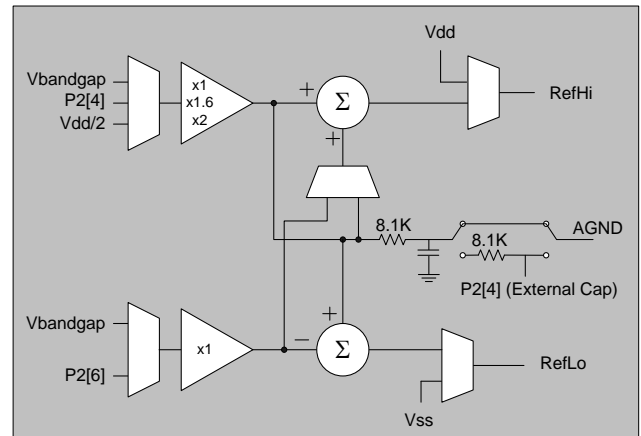 Vdd
Vbandgap
P2[4]
Vdd/2
x1
x1.6
x2
+
Σ
+
RefHi
8.1K
8.1K
AGND
P2[4] (External Cap)
Vbandgap
P2[6]
x1
+
−
Σ
RefLo
Vss